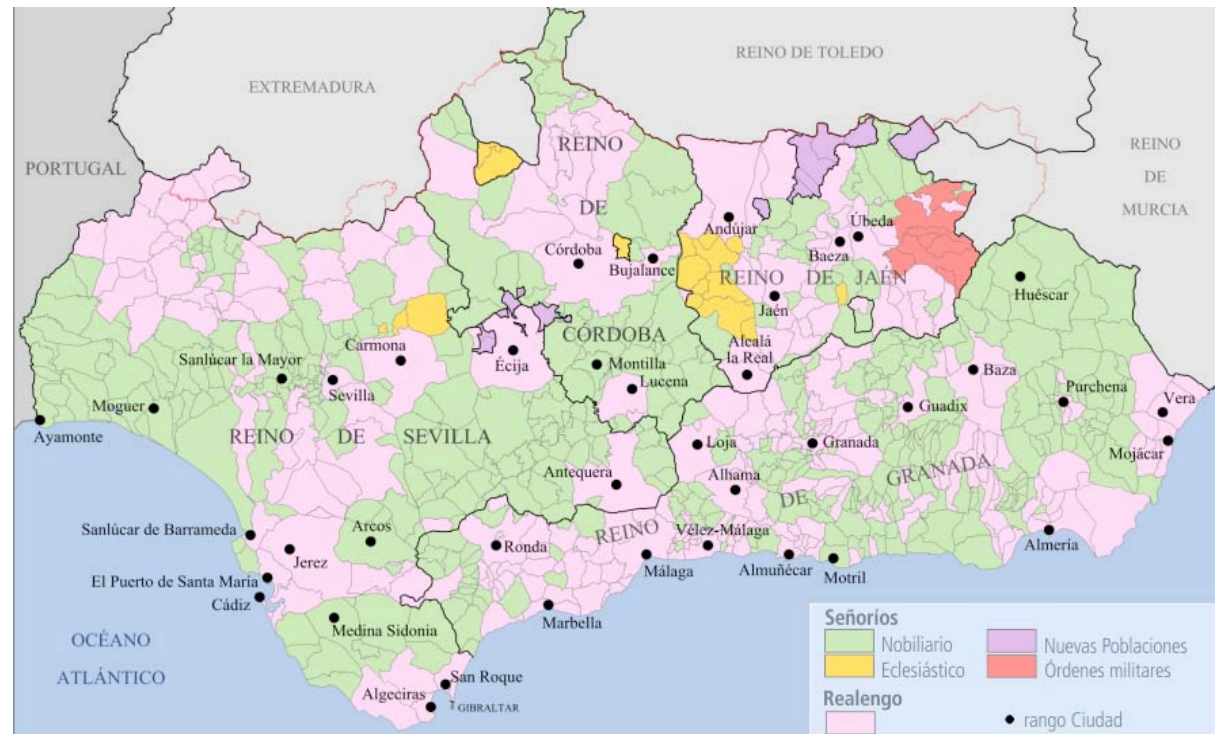 REINO DE TOLEDO
EXTREMADURA
REINO
DE
MURCIA
PORTUGAL
REINO
DE
CÓRDOBA
Córdoba
Bujalance
Andújar
Úbeda
Baeza
REINO DE JAÉN
Jaén
Alcalá
la Real
Huéscar
Carmona
Sanlúcar la Mayor
Sevilla
Écija
Montilla
Lucena
Moguer
Ayamonte
REINO DE SEVILLA
Baza
Purchena
Vera
Guadix
Mojácar
Loja
Granada
Antequera
Alhama
REINO DE GRANADA
Sanlúcar de Barrameda
Arcos
Jerez
Ronda
Vélez-Málaga
Málaga
Almuñécar
Motril
Almería
El Puerto de Santa María
Cádiz
Marbella
Medina Sidonia
OCÉANO
ATLÁNTICO
San Roque
Algeciras
GIBRALTAR
Señoríos
Nobiliario
Nuevas Poblaciones
Eclesiástico
Órdenes militares
Realengo
rango Ciudad